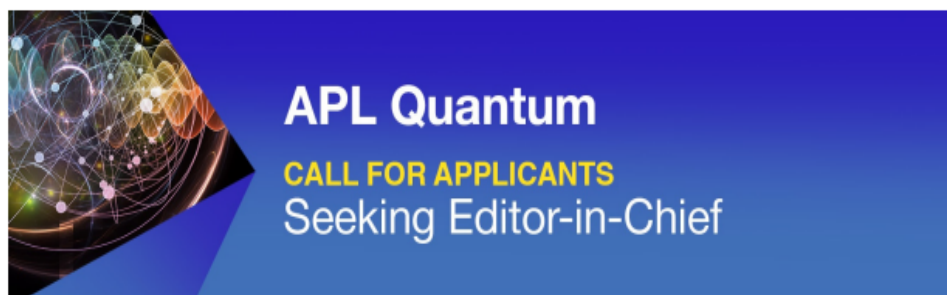 APL Quantum
CALL FOR APPLICANTS
Seeking Editor-in-Chief